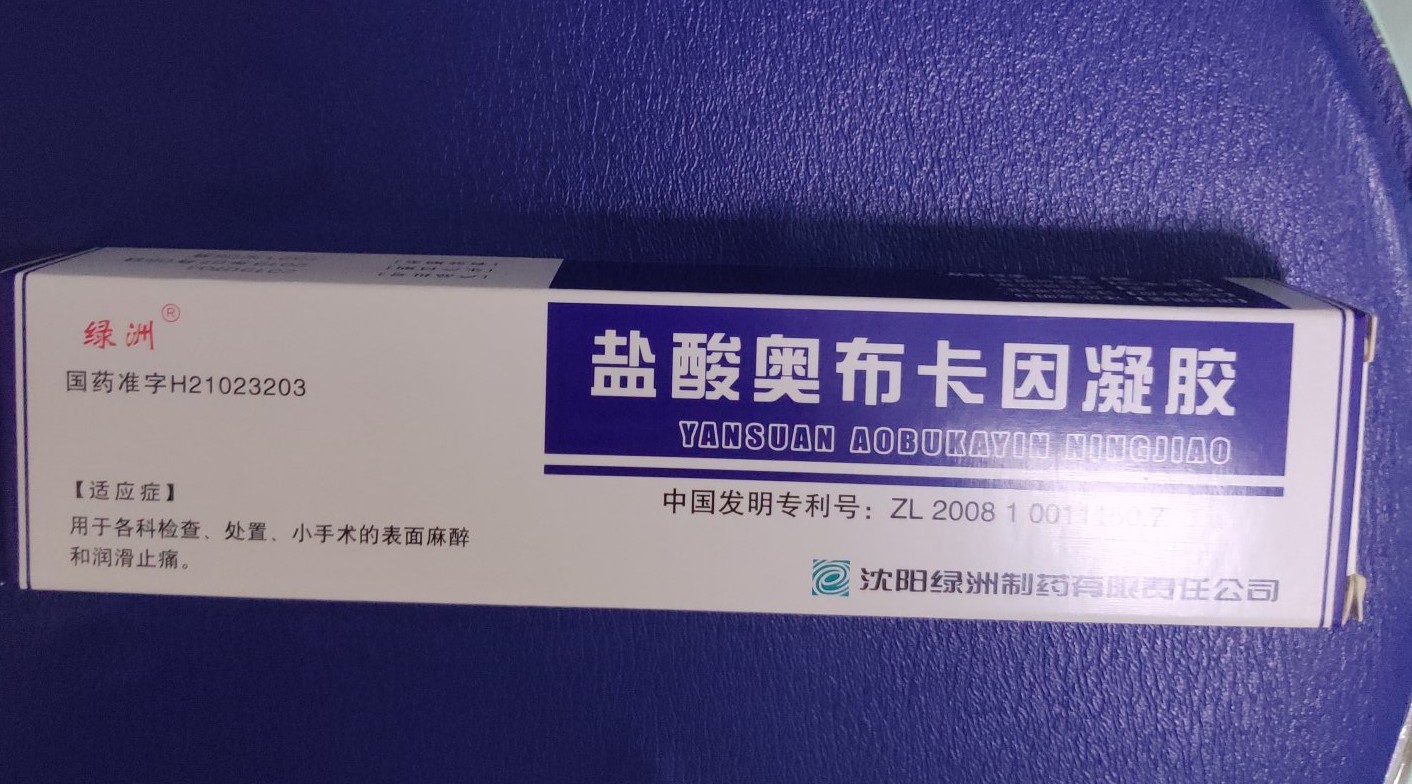 绿洲®
国药准字H21023203
【适应症】
用于各科检查、处置、小手术的表面麻醉
和润滑止痛。
盐酸奥布卡因凝胶
YANSUAN AOBUKAYIN NINGJIAO
中国发明专利号：ZL 2008 1 0011
沈阳绿洲制药有限责任公司